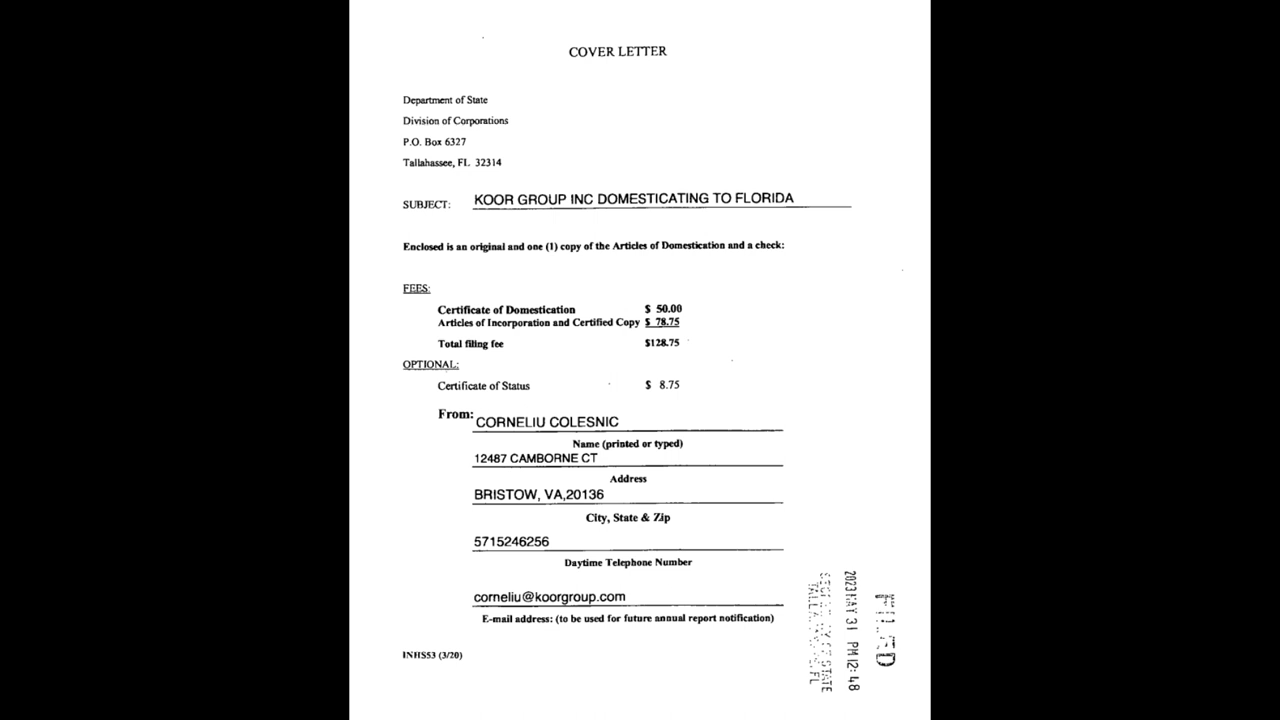 COVER LETTER
Department of State
Division of Corporations
P.O. Box 6327
Tallahassee, FL 32314
SUBJECT: KOOR GROUP INC DOMESTICATING TO FLORIDA
Enclosed is an original and one (1) copy of the Articles of Domestication and a check:
FEES:
Certificate of Domestication $ 50.00
Articles of Incorporation and Certified Copy $ 78.75
Total filing fee $128.75
OPTIONAL:
Certificate of Status $ 8.75
From: CORNELIU COLESNIC
Name (printed or typed)
12487 CAMBORNE CT
Address
BRISTOW, VA,20136
City, State & Zip
5715246256
Daytime Telephone Number
corneliu@koorgroup.com
E-mail address: (to be used for future annual report notification)
INHS53 (3/20)
FILED
2023 MAY 31 PM 12: 48
STATE
FL